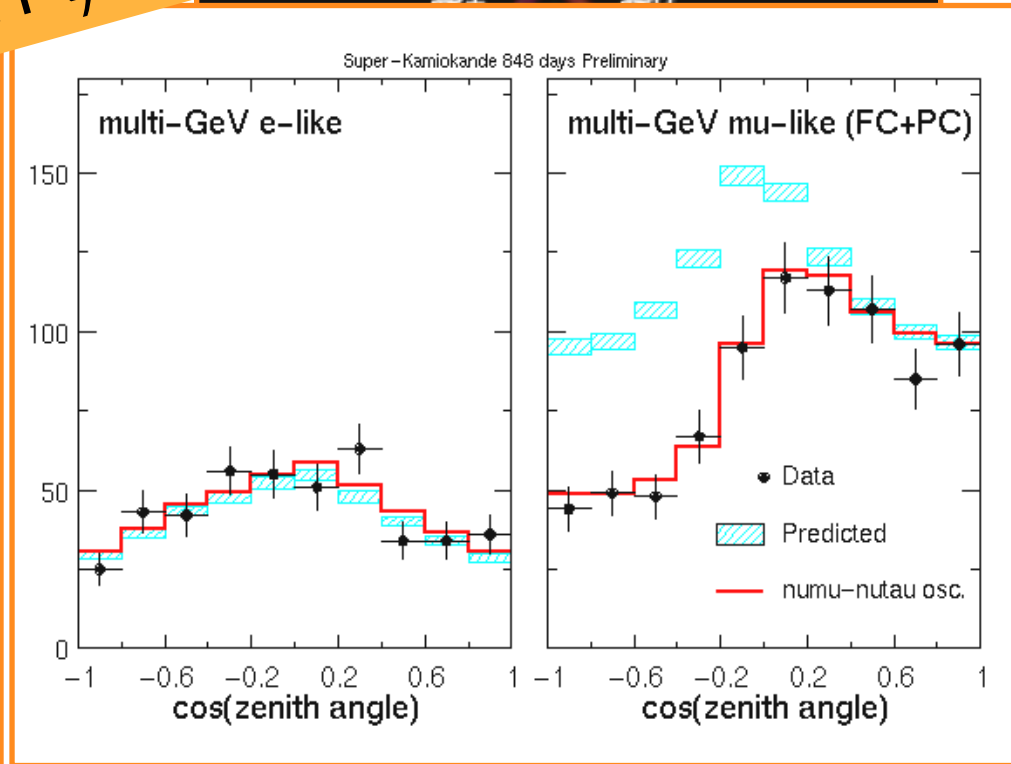 Super-Kamiokande 848 days Preliminary
multi-GeV e-like
multi-GeV mu-like (FC+PC)
150
100
50
0
Data
Predicted
numu-nutau osc.
-1 -0.6 -0.2 0.2 0.6 1
-1 -0.6 -0.2 0.2 0.6 1
cos(zenith angle)
cos(zenith angle)